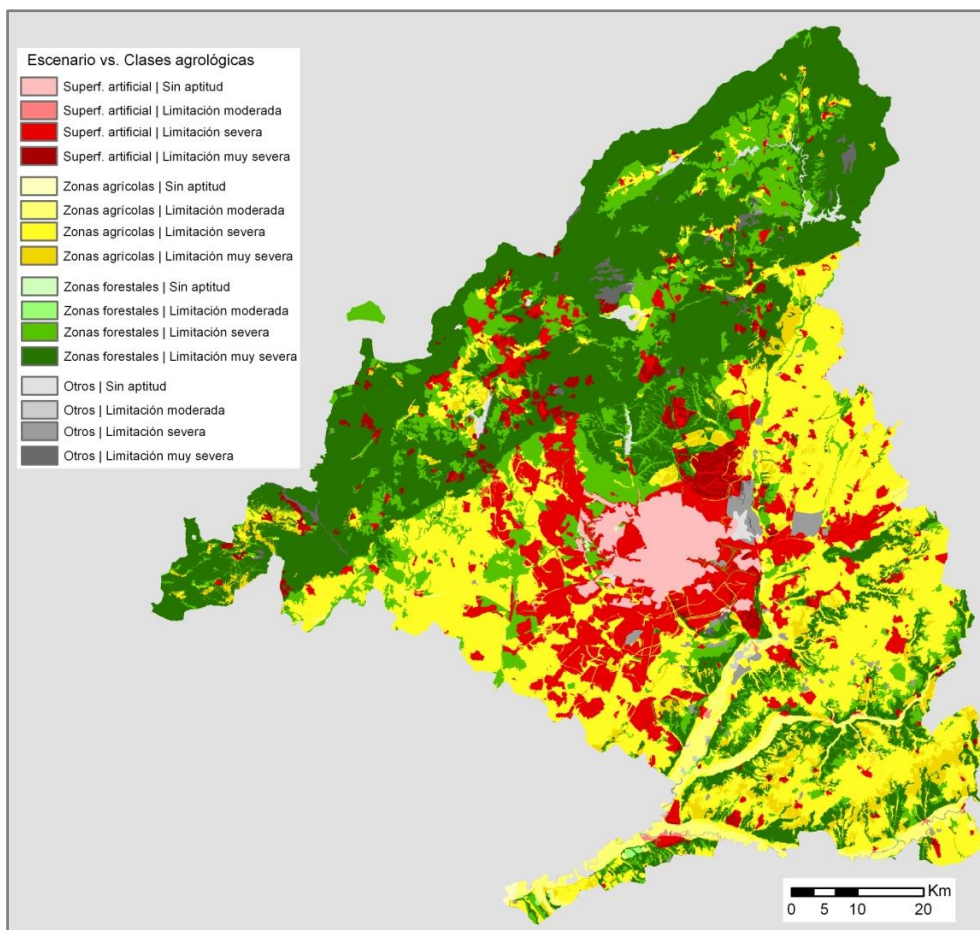 Escenario vs. Clases agrológicas
Superf. artificial | Sin aptitud
Superf. artificial | Limitación moderada
Superf. artificial | Limitación severa
Superf. artificial | Limitación muy severa
Zonas agrícolas | Sin aptitud
Zonas agrícolas | Limitación moderada
Zonas agrícolas | Limitación severa
Zonas agrícolas | Limitación muy severa
Zonas forestales | Sin aptitud
Zonas forestales | Limitación moderada
Zonas forestales | Limitación severa
Zonas forestales | Limitación muy severa
Otros | Sin aptitud
Otros | Limitación moderada
Otros | Limitación severa
Otros | Limitación muy severa
Km
0 5 10 20